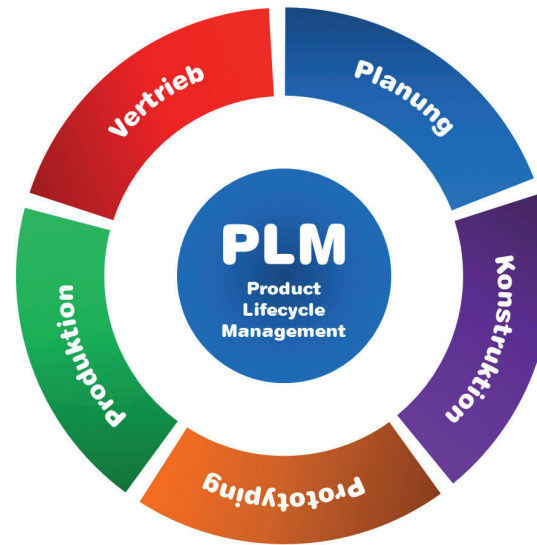 PLM
Product
Lifecycle
Management
Planung
Konstruktion
Prototyping
Produktion
Vertrieb